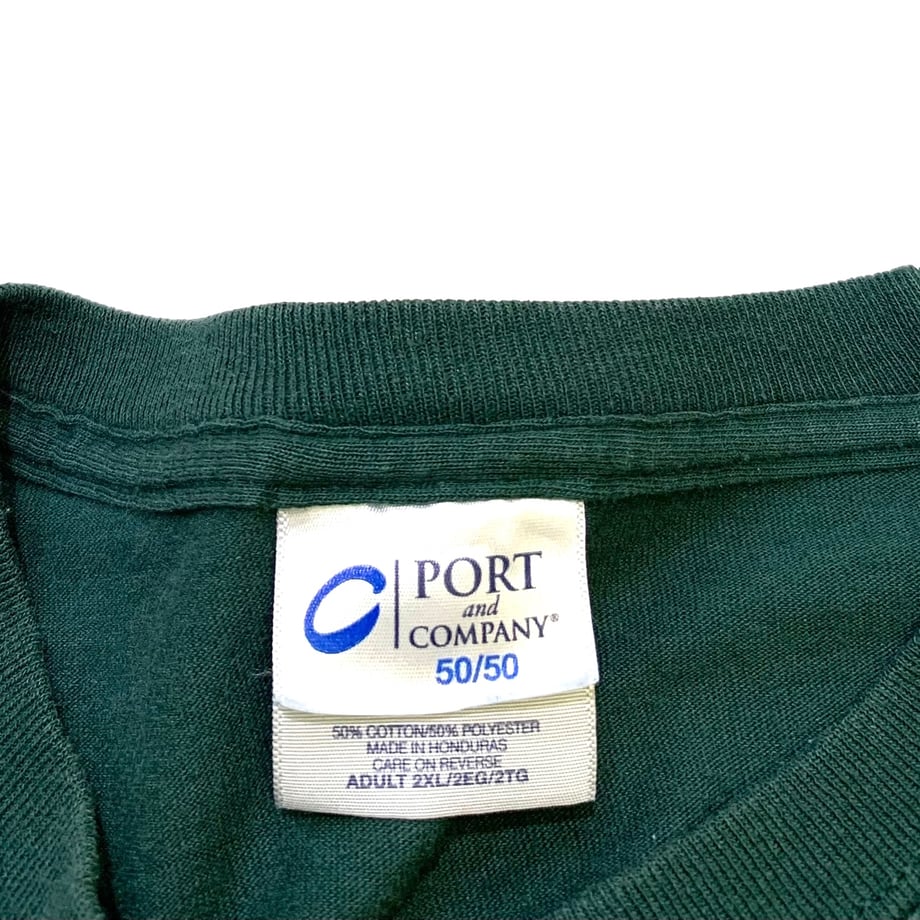 PORT
and
COMPANY®
50/50
50% COTTON/50% POLYESTER
MADE IN HONDURAS
CARE ON REVERSE
ADULT 2XL/2EG/2TG